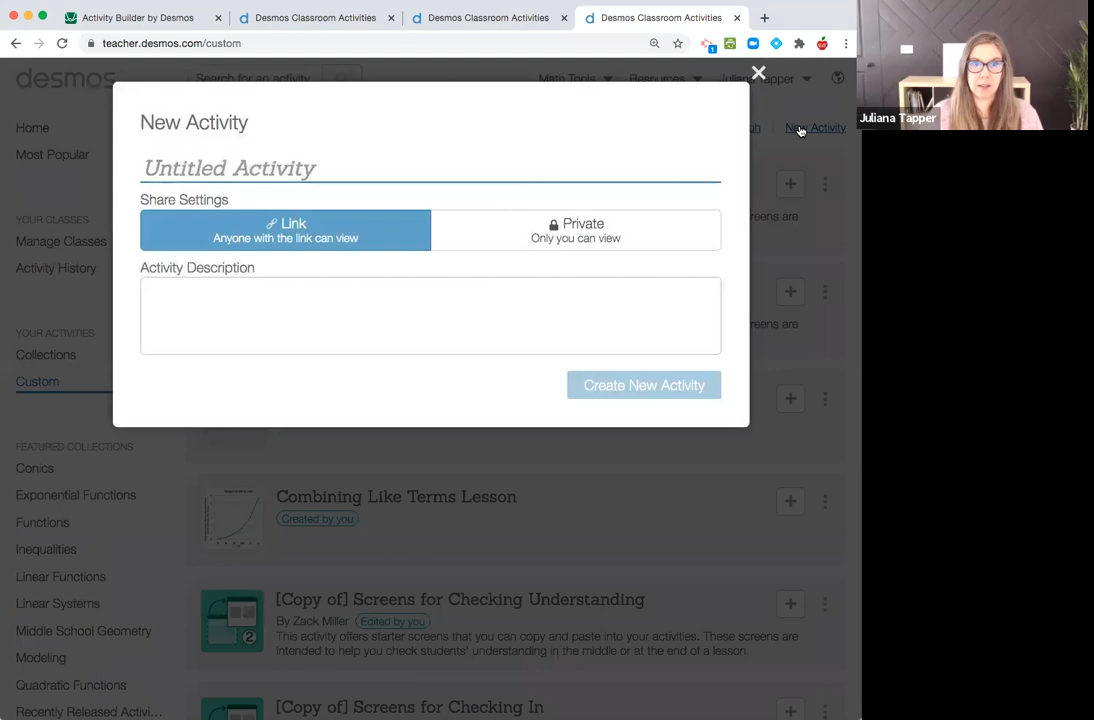 Activity Builder by Desmos
Desmos Classroom Activities
Desmos Classroom Activities
Desmos Classroom Activities
teacher.desmos.com/custom
1
desmos
Search for an activity
Math Tools
Resources
Juliana Tapper
Juliana Tapper
New Activity
Home
Most Popular
YOUR CLASSES
Manage Classes
Activity History
YOUR ACTIVITIES
Collections
Custom
FEATURED COLLECTIONS
Conics
Exponential Functions
Functions
Inequalities
Linear Functions
Linear Systems
Middle School Geometry
Modeling
Quadratic Functions
Recently Released Activi...
New Activity
Untitled Activity
Share Settings
Link
Anyone with the link can view
Private
Only you can view
Activity Description
Create New Activity
reens are
reens are
Combining Like Terms Lesson
Created by you
[Copy of] Screens for Checking Understanding
By Zack Miller Edited by you
This activity offers starter screens that you can copy and paste into your activities. These screens are
intended to help you check students' understanding in the middle or at the end of a lesson.
2
[Copy of] Screens for Checking In